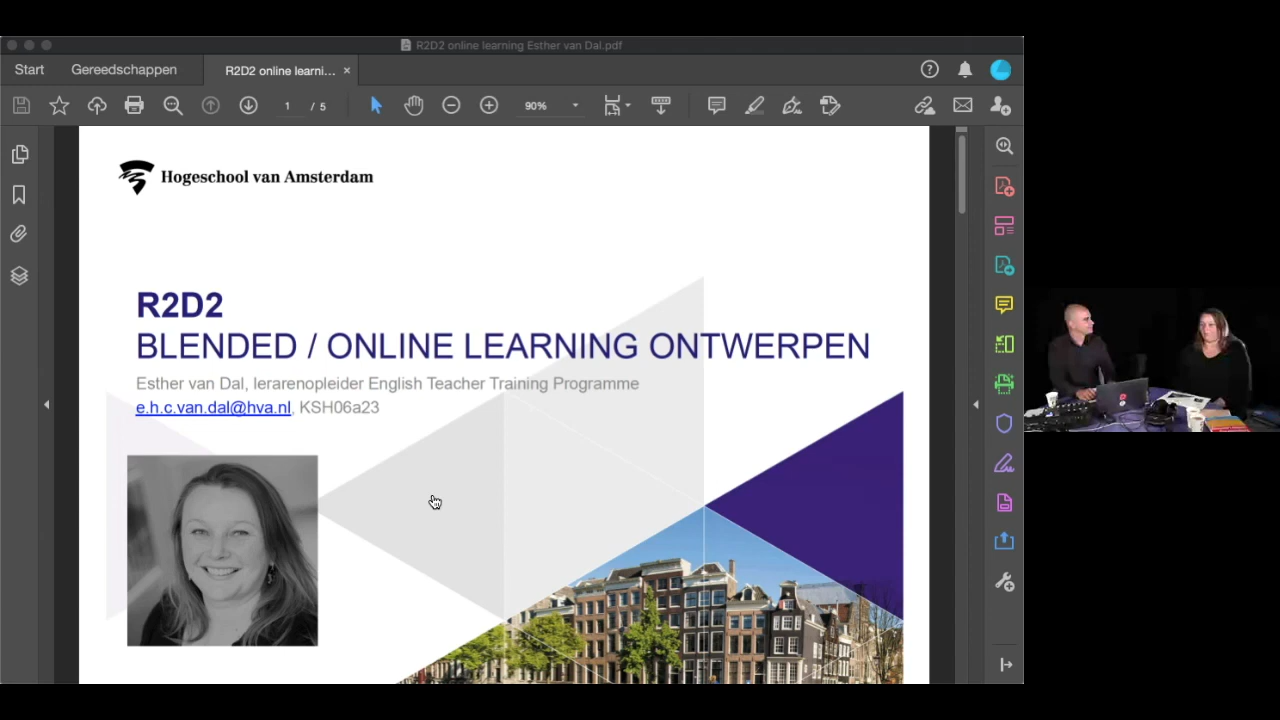 R2D2 online learning Esther van Dal.pdf
Start
Gereedschappen
R2D2 online learni...
1 / 5
90%
Hogeschool van Amsterdam
R2D2
BLENDED / ONLINE LEARNING ONTWERPEN
Esther van Dal, lerarenopleider English Teacher Training Programme
e.h.c.van.dal@hva.nl, KSH06a23